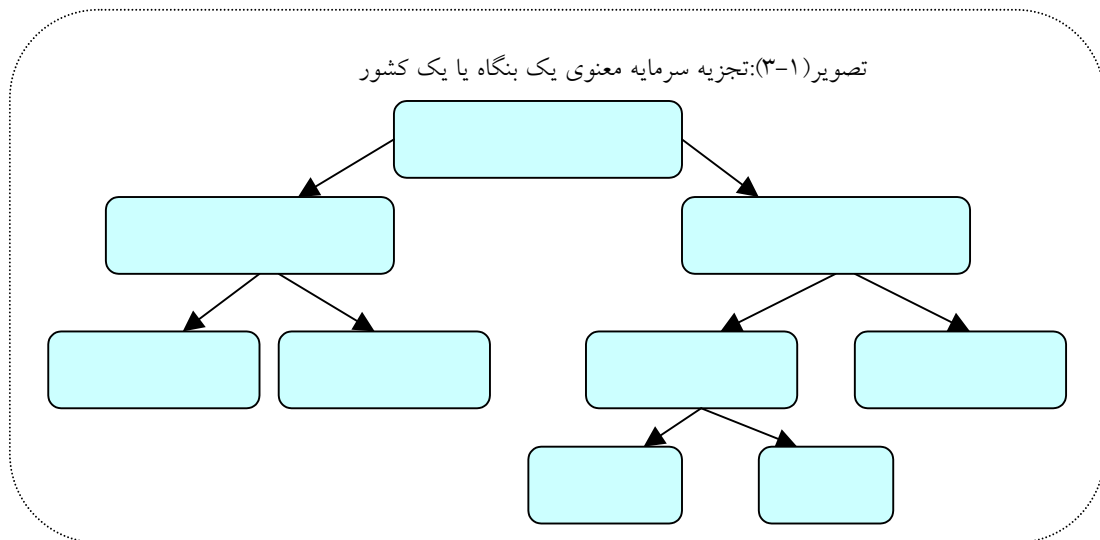 تصویر(۱-۳):تجزیه سرمایه معنوی یک بنگاه یا یک کشور